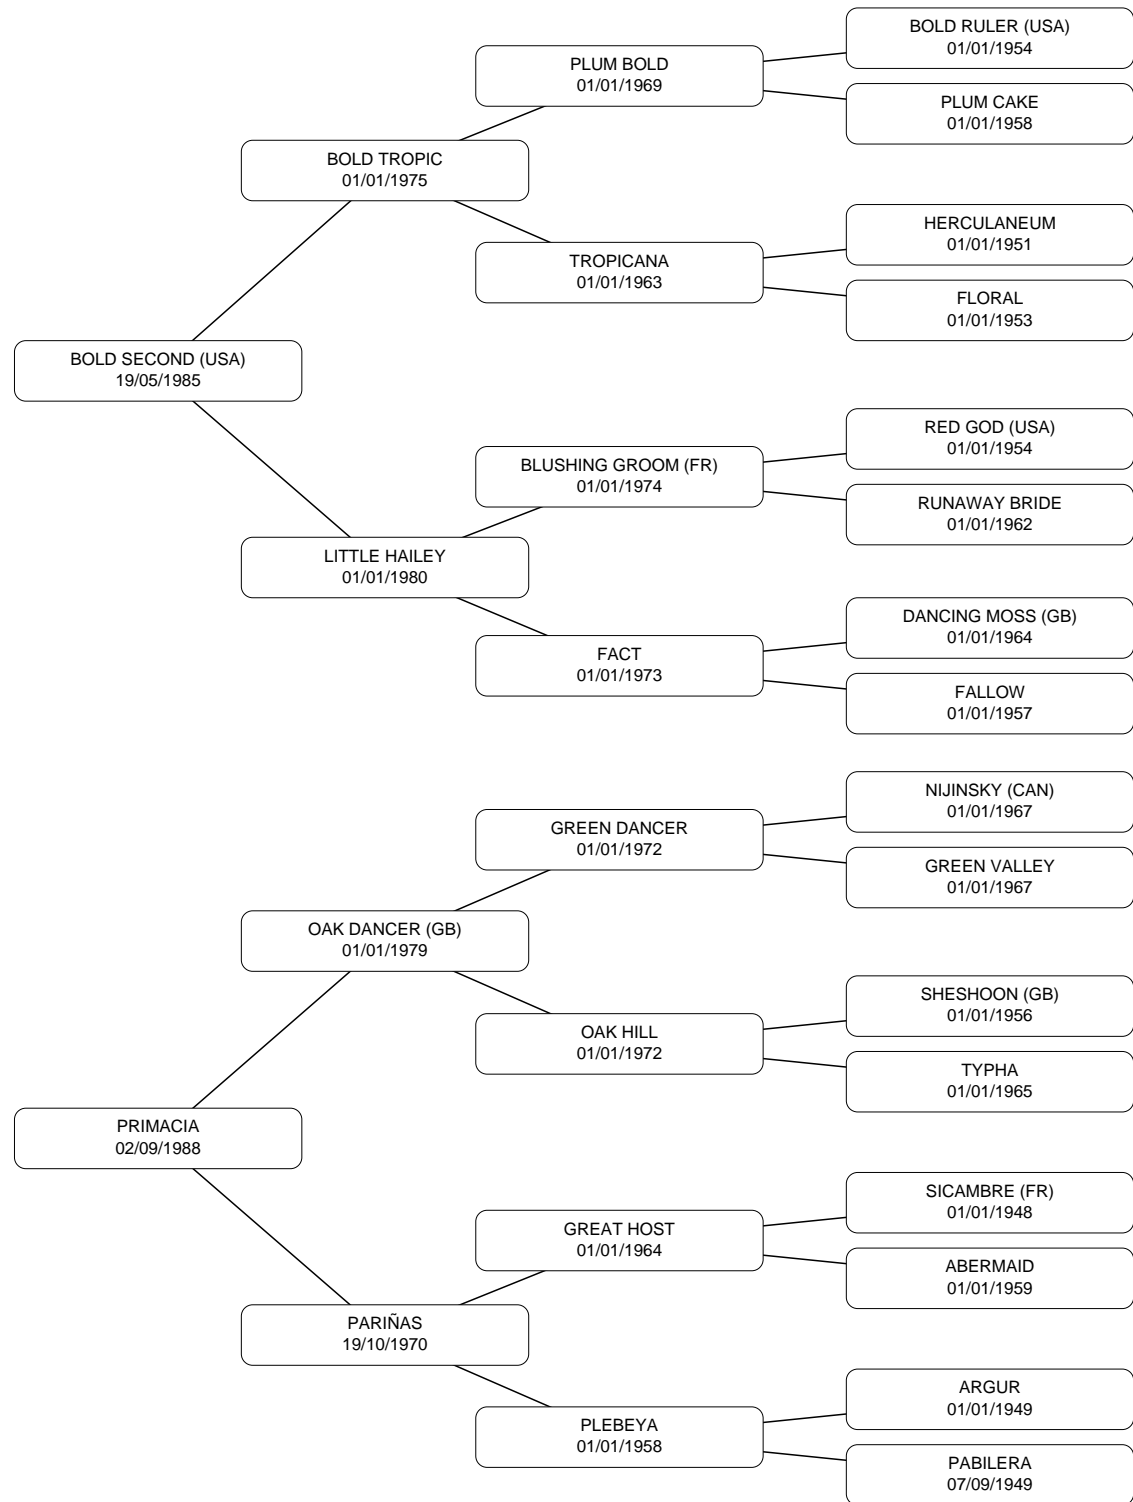 BOLD RULER (USA)
01/01/1954
PLUM BOLD
01/01/1969
PLUM CAKE
01/01/1958
BOLD TROPIC
01/01/1975
HERCULANEUM
01/01/1951
TROPICANA
01/01/1963
FLORAL
01/01/1953
BOLD SECOND (USA)
19/05/1985
RED GOD (USA)
01/01/1954
BLUSHING GROOM (FR)
01/01/1974
RUNAWAY BRIDE
01/01/1962
LITTLE HAILEY
01/01/1980
DANCING MOSS (GB)
01/01/1964
FACT
01/01/1973
FALLOW
01/01/1957
NIJINSKY (CAN)
01/01/1967
GREEN DANCER
01/01/1972
GREEN VALLEY
01/01/1967
OAK DANCER (GB)
01/01/1979
SHESHOON (GB)
01/01/1956
OAK HILL
01/01/1972
TYPHA
01/01/1965
PRIMACIA
02/09/1988
SICAMBRE (FR)
01/01/1948
GREAT HOST
01/01/1964
ABERMAID
01/01/1959
PARIÑAS
19/10/1970
ARGUR
01/01/1949
PLEBEYA
01/01/1958
PABILERA
07/09/1949